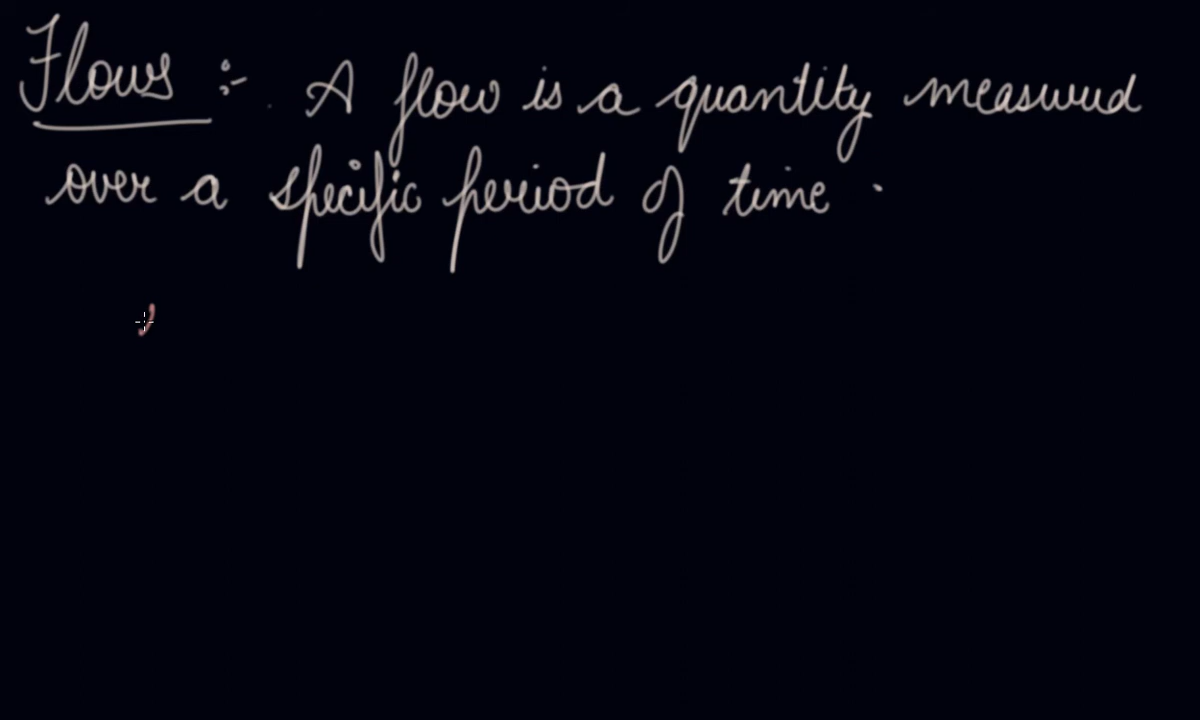 Flows :- A flow is a quantity measured
over a specific period of time .